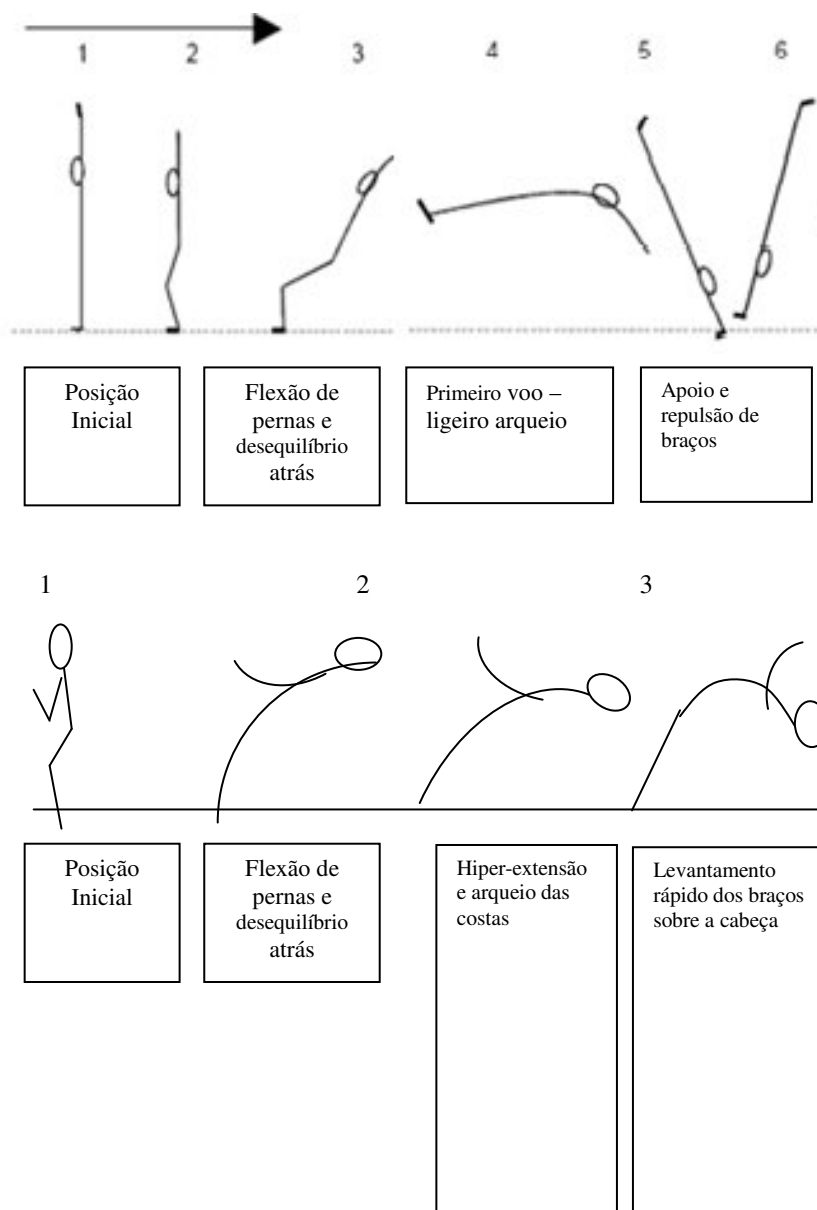 1 2 3 4 5 6
Posição
Inicial
Flexão de
pernas e
desequilíbrio
atrás
Primeiro voo –
ligeiro arqueio
Apoio e
repulsão de
braços
1 2 3
Posição
Inicial
Flexão de
pernas e
desequilíbrio
atrás
Hiper-extensão
e arqueio das
costas
Levantamento
rápido dos braços
sobre a cabeça